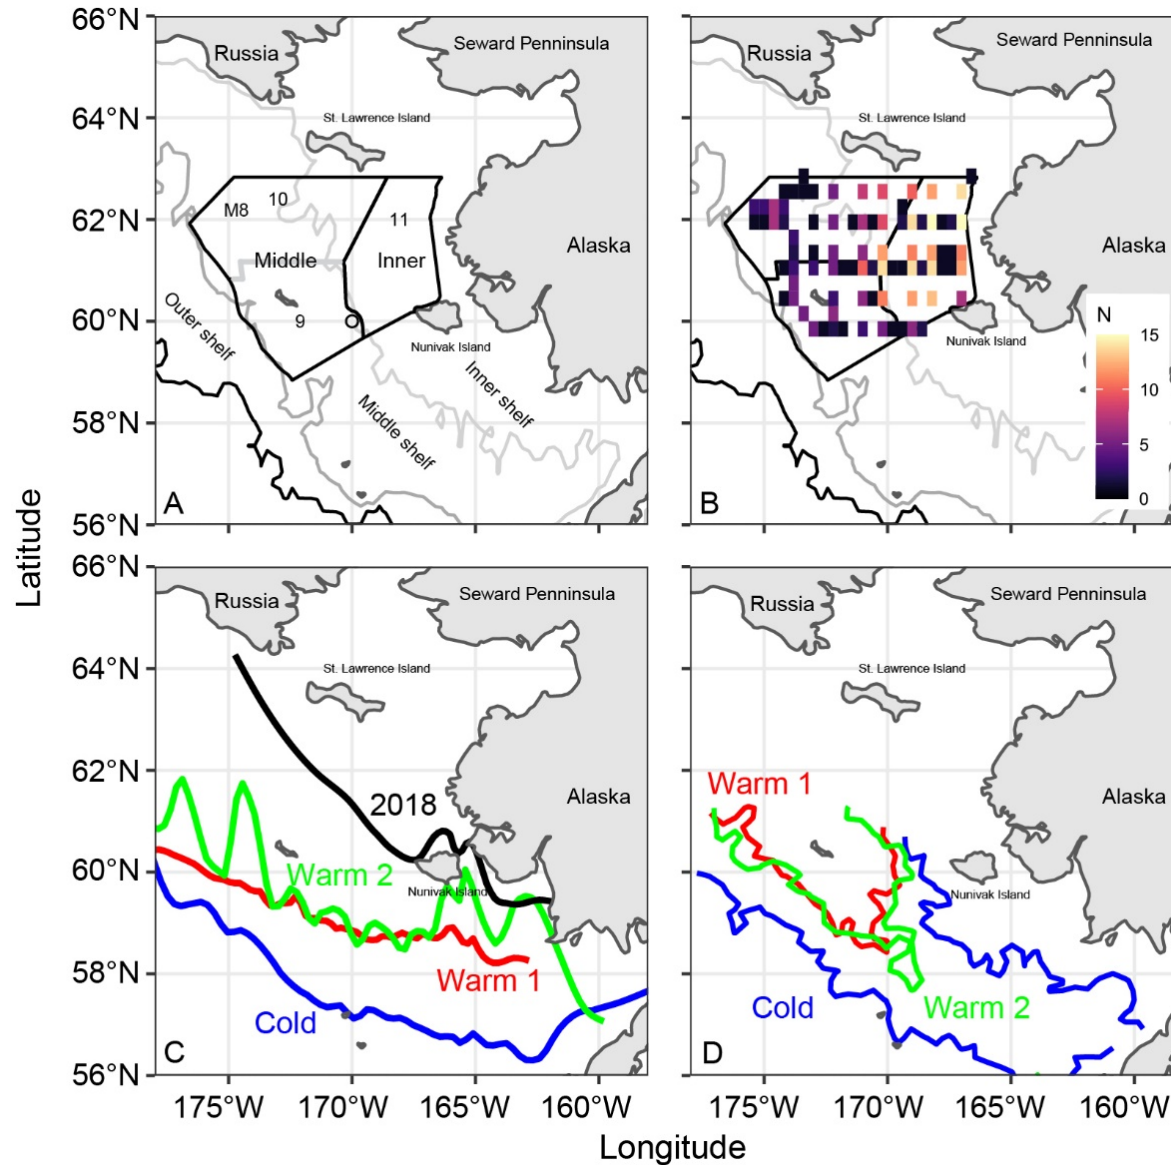 66°N
64°N
62°N
60°N
58°N
56°N
Russia
Seward Penninsula
St. Lawrence Island
M8
10
11
Middle
Inner
Alaska
9
Outer shelf
Nunivak Island
Inner shelf
Middle shelf
A
Russia
Seward Penninsula
St. Lawrence Island
Alaska
Nunivak Island
N
15
10
5
0
B
66°N
64°N
62°N
60°N
58°N
56°N
Russia
Seward Penninsula
St. Lawrence Island
2018
Alaska
Warm 2
Nunivak Island
Warm 1
Cold
C
175°W
170°W
165°W
160°W
Russia
Seward Penninsula
St. Lawrence Island
Warm 1
Alaska
Nunivak Island
Cold
Warm 2
D
175°W
170°W
165°W
160°W
Latitude
Longitude